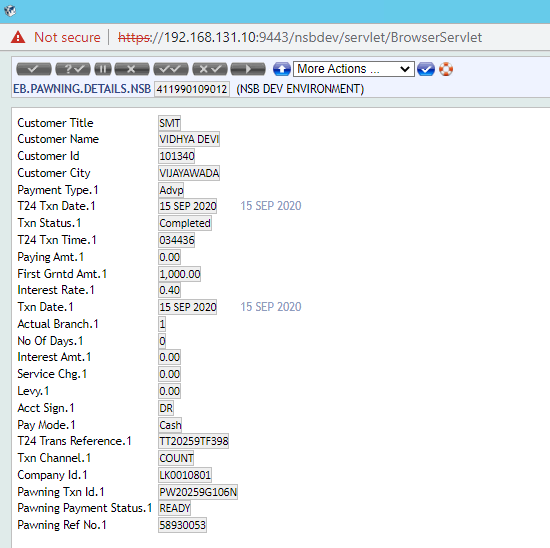 Not secure | https://192.168.131.10:9443/nsbdev/servlet/BrowserServlet
More Actions ...
EB.PAWNING.DETAILS.NSB 411990109012 (NSB DEV ENVIRONMENT)
Customer Title SMT
Customer Name VIDHYA DEVI
Customer Id 101340
Customer City VIJAYAWADA
Payment Type.1 Advp
T24 Txn Date.1 15 SEP 2020 15 SEP 2020
Txn Status.1 Completed
T24 Txn Time.1 034436
Paying Amt.1 0.00
First Grntd Amt.1 1,000.00
Interest Rate.1 0.40
Txn Date.1 15 SEP 2020 15 SEP 2020
Actual Branch.1 1
No Of Days.1 0
Interest Amt.1 0.00
Service Chg.1 0.00
Levy.1 0.00
Acct Sign.1 DR
Pay Mode.1 Cash
T24 Trans Reference.1 TT20259TF398
Txn Channel.1 COUNT
Company Id.1 LK0010801
Pawning Txn Id.1 PW20259G106N
Pawning Payment Status.1 READY
Pawning Ref No.1 58930053